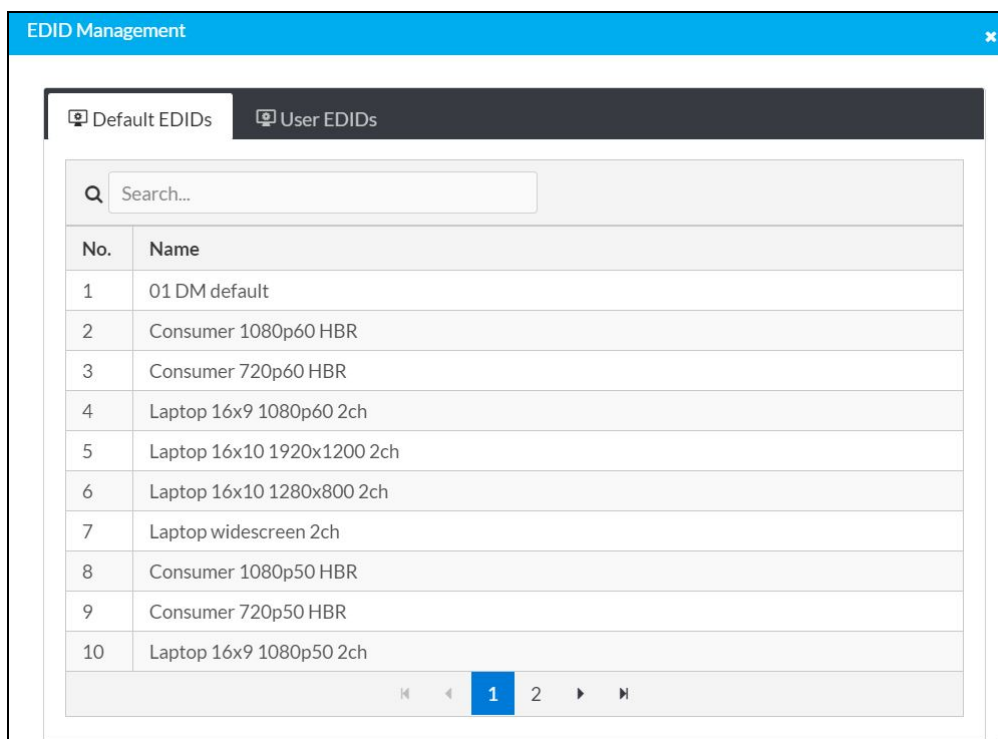 EDID Management
Default EDIDs User EDIDs
Search...
No. Name
1 01 DM default
2 Consumer 1080p60 HBR
3 Consumer 720p60 HBR
4 Laptop 16x9 1080p60 2ch
5 Laptop 16x10 1920x1200 2ch
6 Laptop 16x10 1280x800 2ch
7 Laptop widescreen 2ch
8 Consumer 1080p50 HBR
9 Consumer 720p50 HBR
10 Laptop 16x9 1080p50 2ch
1 2